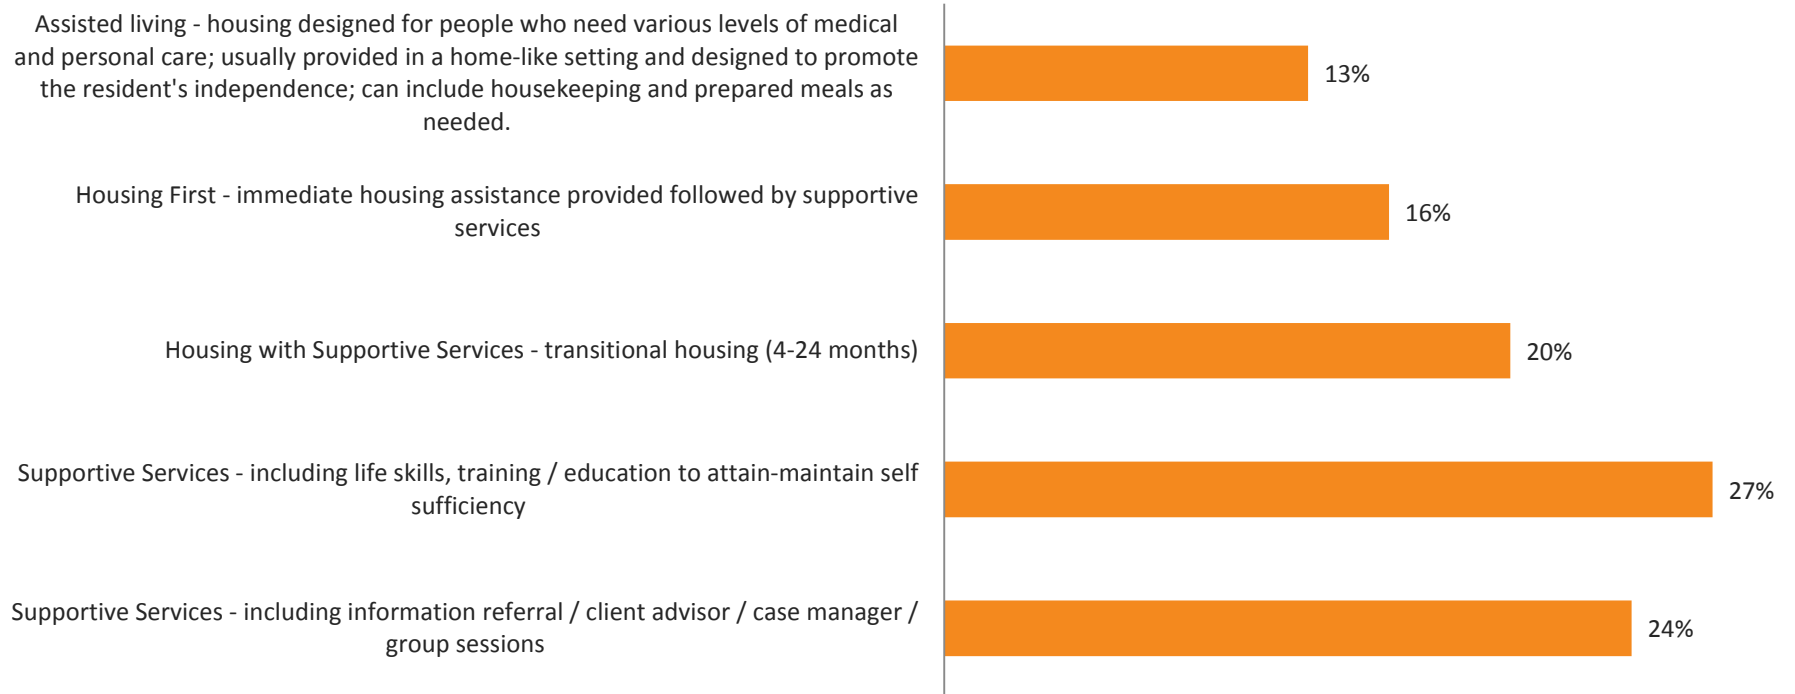 Assisted living - housing designed for people who need various levels of medical
and personal care; usually provided in a home-like setting and designed to promote
the resident's independence; can include housekeeping and prepared meals as
needed.
13%
Housing First - immediate housing assistance provided followed by supportive
services
16%
Housing with Supportive Services - transitional housing (4-24 months)
20%
Supportive Services - including life skills, training / education to attain-maintain self
sufficiency
27%
Supportive Services - including information referral / client advisor / case manager /
group sessions
24%